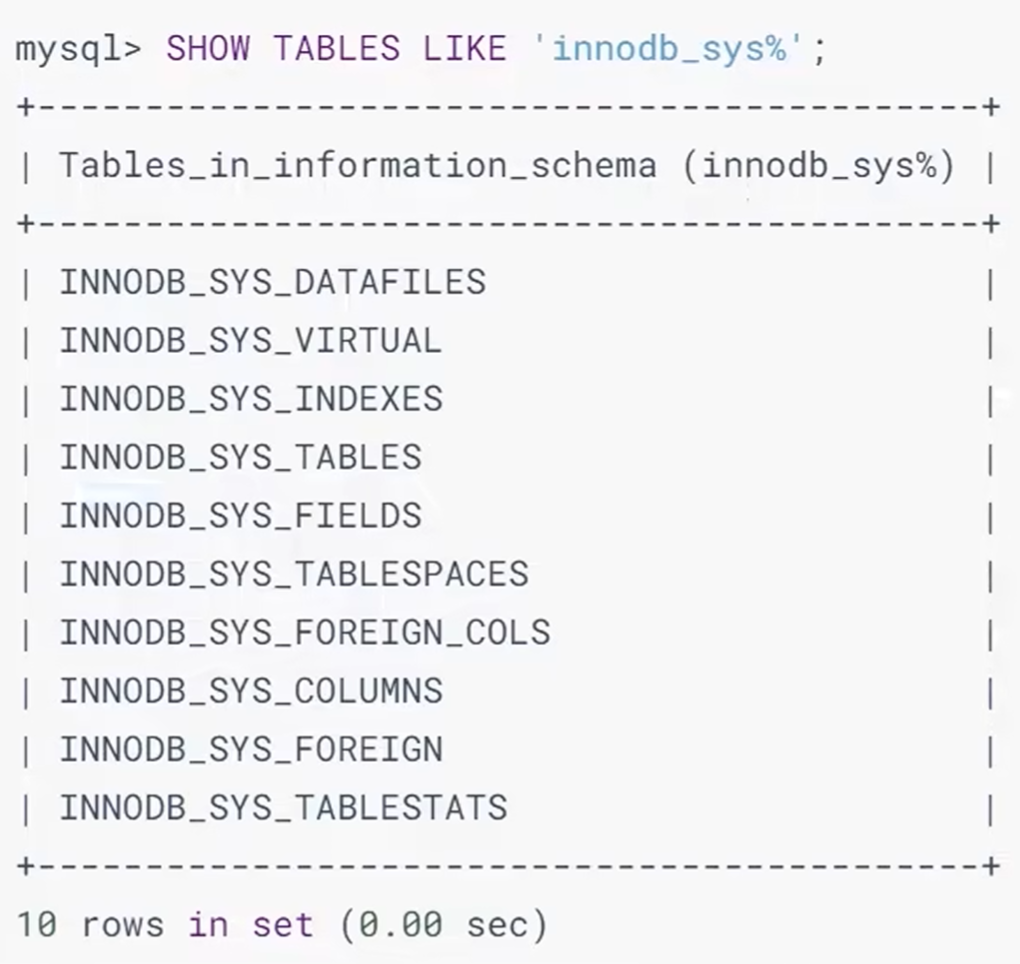 mysql> SHOW TABLES LIKE 'innodb_sys%';
+--------------------------------------------+
| Tables_in_information_schema (innodb_sys%) |
+--------------------------------------------+
| INNODB_SYS_DATAFILES                       |
| INNODB_SYS_VIRTUAL                         |
| INNODB_SYS_INDEXES                         |
| INNODB_SYS_TABLES                          |
| INNODB_SYS_FIELDS                          |
| INNODB_SYS_TABLESPACES                     |
| INNODB_SYS_FOREIGN_COLS                    |
| INNODB_SYS_COLUMNS                         |
| INNODB_SYS_FOREIGN                         |
| INNODB_SYS_TABLESTATS                      |
+--------------------------------------------+
10 rows in set (0.00 sec)